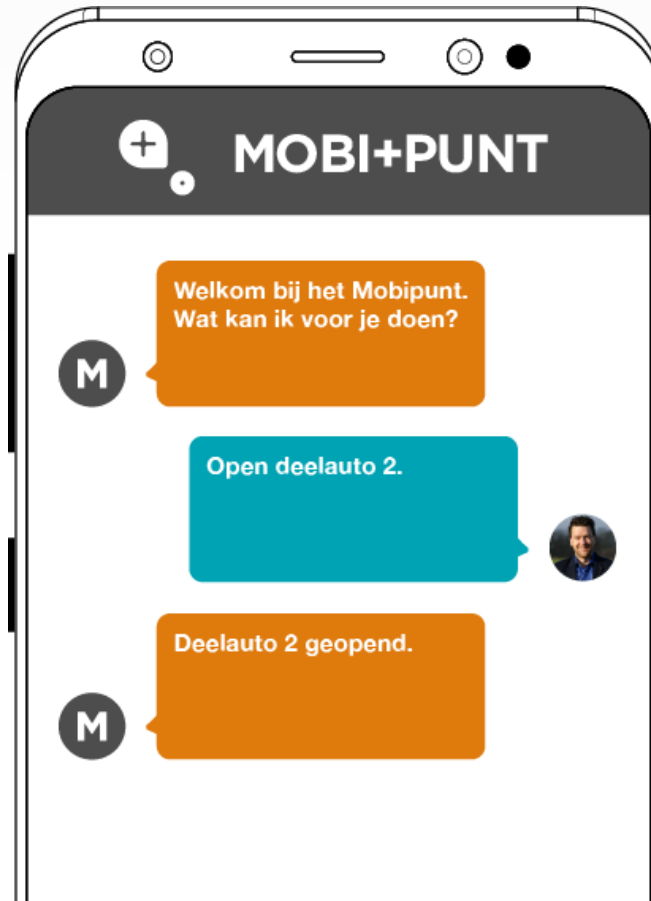 MOBI+PUNT
Welkom bij het Mobipunt.
Wat kan ik voor je doen?
M
Open deelauto 2.
Deelauto 2 geopend.
M